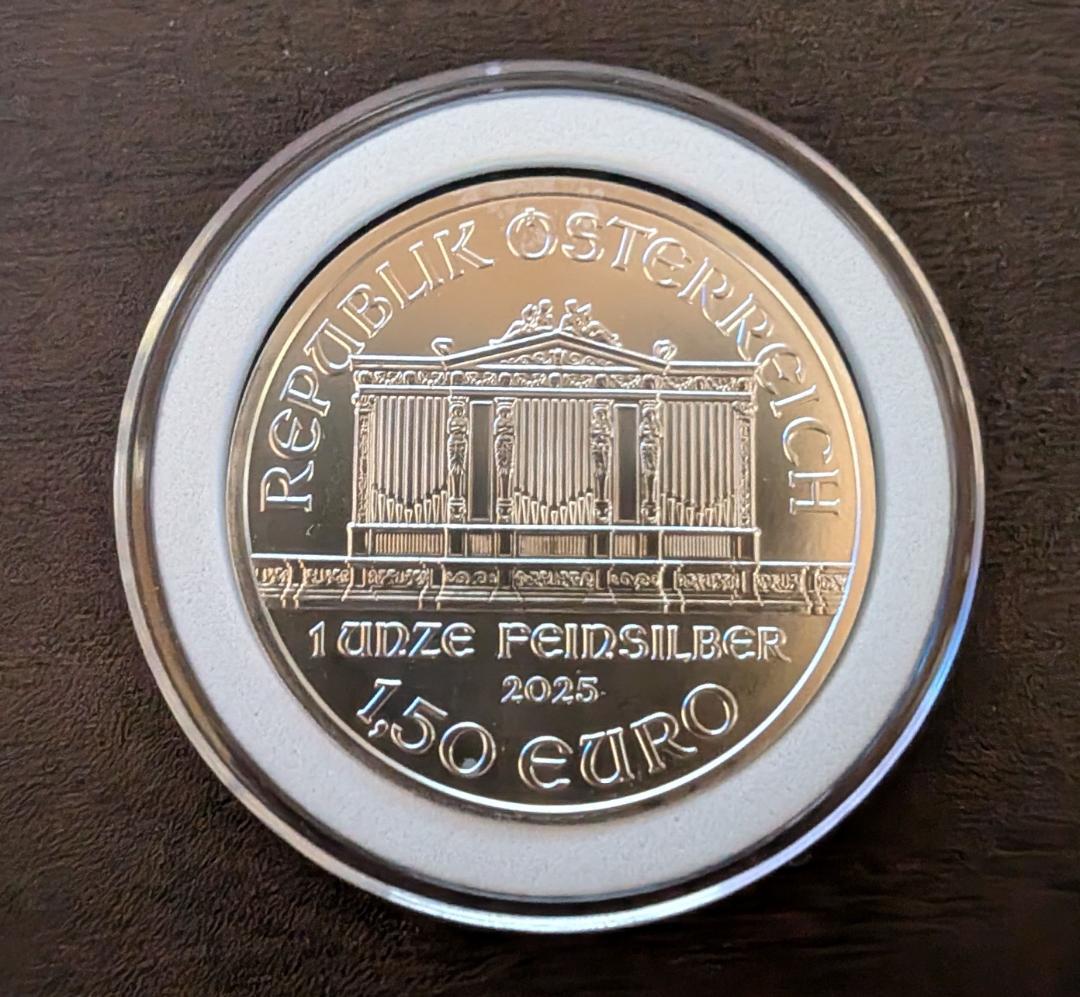 REPUBLIK ÖSTERREICH
1 UNZE FEINSILBER
2025
1,50 EURO